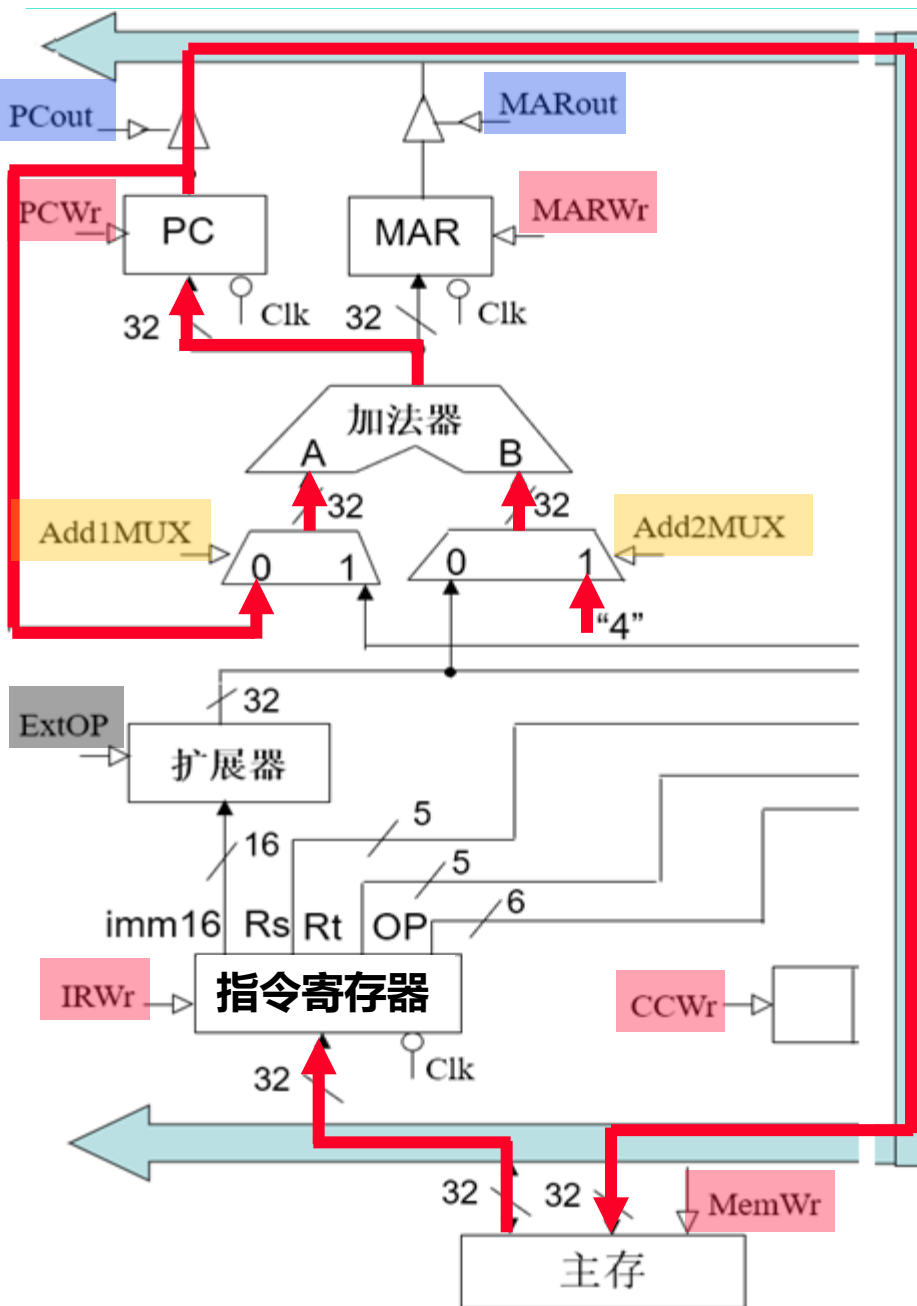 PCout
MARout
PCWr
PC
MAR
MARWr
32
Clk
32
Clk
加法器
A
B
32
32
Add1MUX
Add2MUX
0
1
0
1
“4”
32
ExtOP
扩展器
16
5
5
6
imm16
Rs
Rt
OP
IRWr
指令寄存器
CCWr
32
Clk
32
32
MemWr
主存